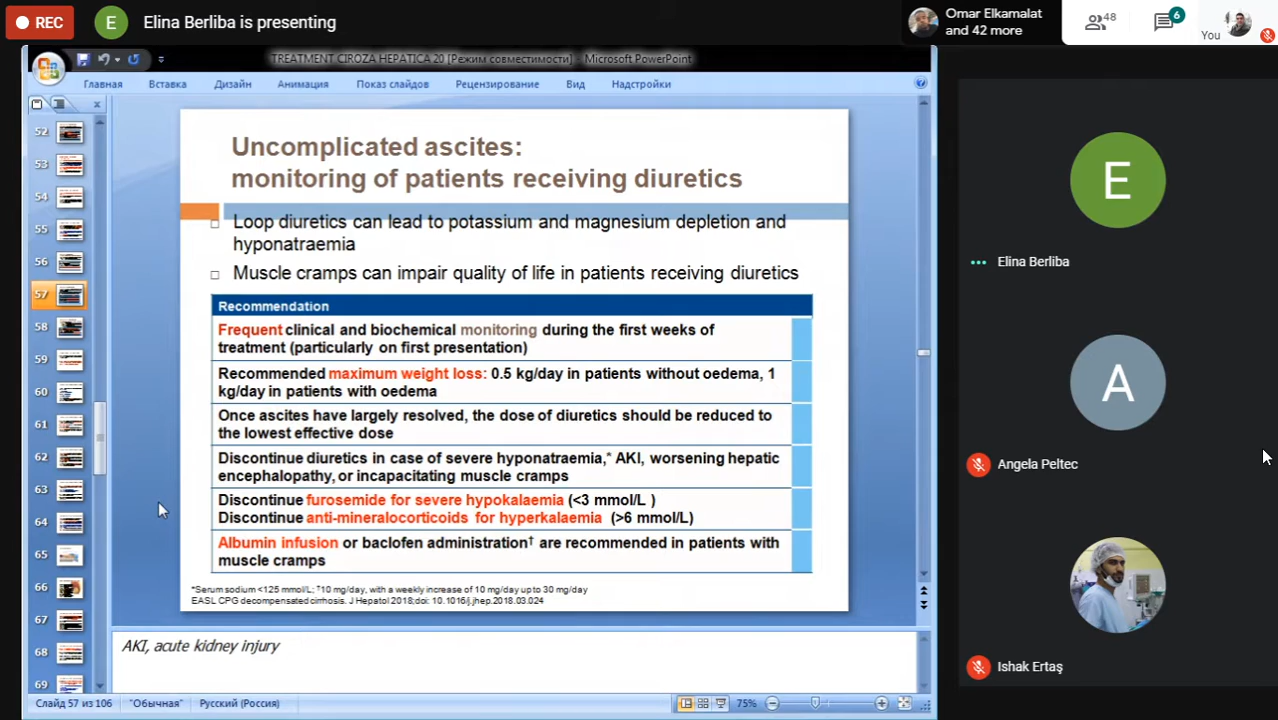 REC
E
Elina Berliba is presenting
Omar Elkamalat
and 42 more
48
6
You
TREATMENT CIROZA HEPATICA 20 [Режим совместимости] - Microsoft PowerPoint
Главная
Вставка
Дизайн
Анимация
Показ слайдов
Рецензирование
Вид
Надстройки
52
53
54
55
56
57
58
59
60
61
62
63
64
65
66
67
68
69
Uncomplicated ascites:
monitoring of patients receiving diuretics
Loop diuretics can lead to potassium and magnesium depletion and
hyponatraemia
Muscle cramps can impair quality of life in patients receiving diuretics
Recommendation
Frequent clinical and biochemical monitoring during the first weeks of
treatment (particularly on first presentation)
Recommended maximum weight loss: 0.5 kg/day in patients without oedema, 1
kg/day in patients with oedema
Once ascites have largely resolved, the dose of diuretics should be reduced to
the lowest effective dose
Discontinue diuretics in case of severe hyponatraemia,* AKI, worsening hepatic
encephalopathy, or incapacitating muscle cramps
Discontinue furosemide for severe hypokalaemia (<3 mmol/L )
Discontinue anti-mineralocorticoids for hyperkalaemia (>6 mmol/L)
Albumin infusion or baclofen administration† are recommended in patients with
muscle cramps
*Serum sodium <125 mmol/L; †10 mg/day, with a weekly increase of 10 mg/day up to 30 mg/day
EASL CPG decompensated cirrhosis. J Hepatol 2018;doi: 10.1016/j.jhep.2018.03.024
AKI, acute kidney injury
Слайд 57 из 106
"Обычная"
Русский (Россия)
75%
E
Elina Berliba
A
Angela Peltec
Ishak Ertaş